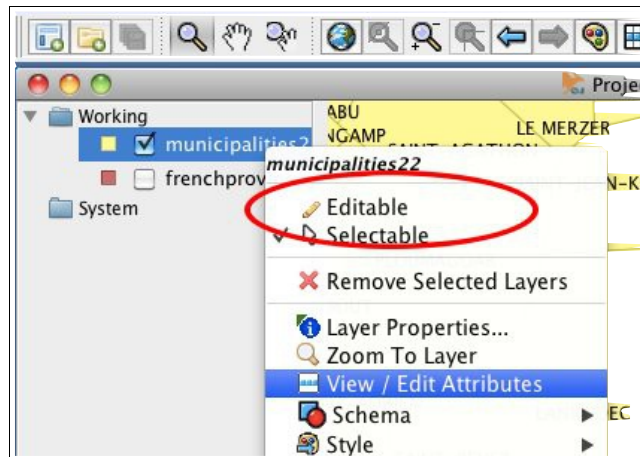 Proje
Working
municipalities2
frenchprov
System
ABU
NGAMP
LE MERZER
SAINT-AGATHON
N-K
municipalities22
Editable
Selectable
Remove Selected Layers
Layer Properties...
Zoom To Layer
View / Edit Attributes
Schema
EC
Style